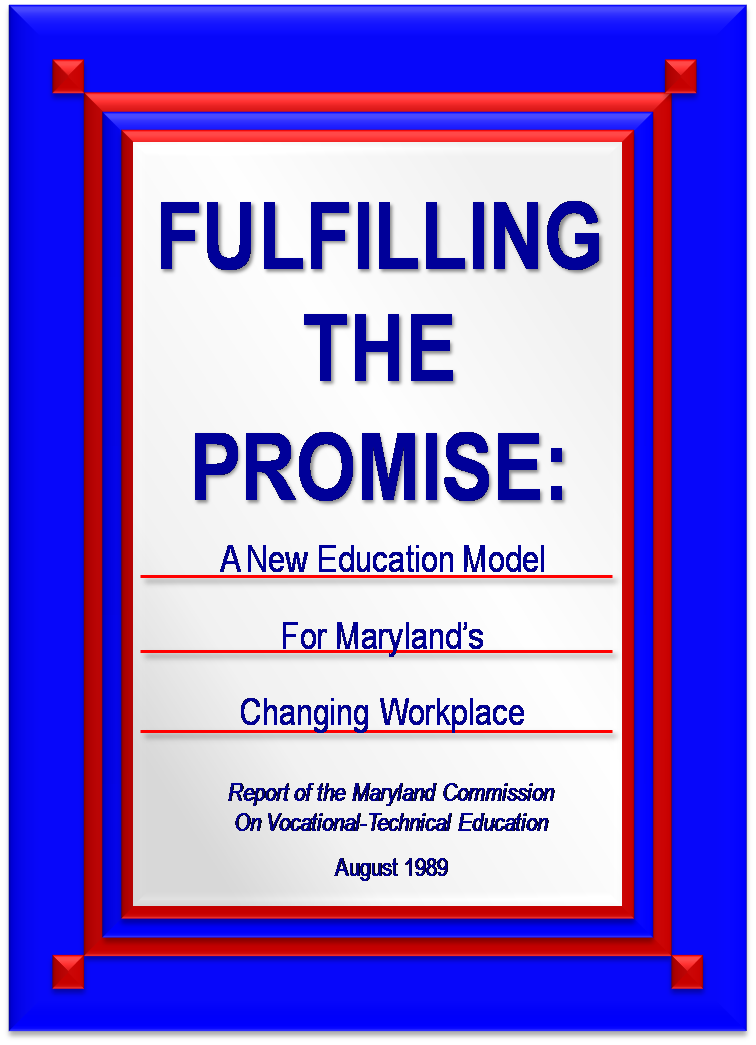 FULFILLING
THE
PROMISE:
A New Education Model
For Maryland’s
Changing Workplace
Report of the Maryland Commission
On Vocational-Technical Education
August 1989